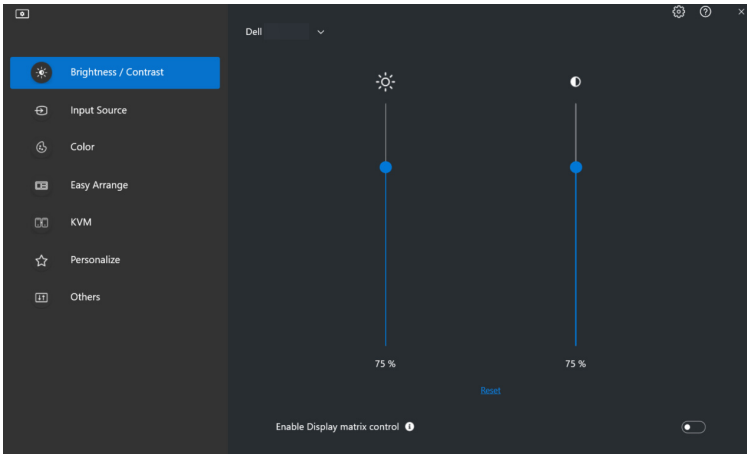 Dell
Brightness / Contrast
Input Source
Color
Easy Arrange
KVM
Personalize
Others
75 %
75 %
Reset
Enable Display matrix control